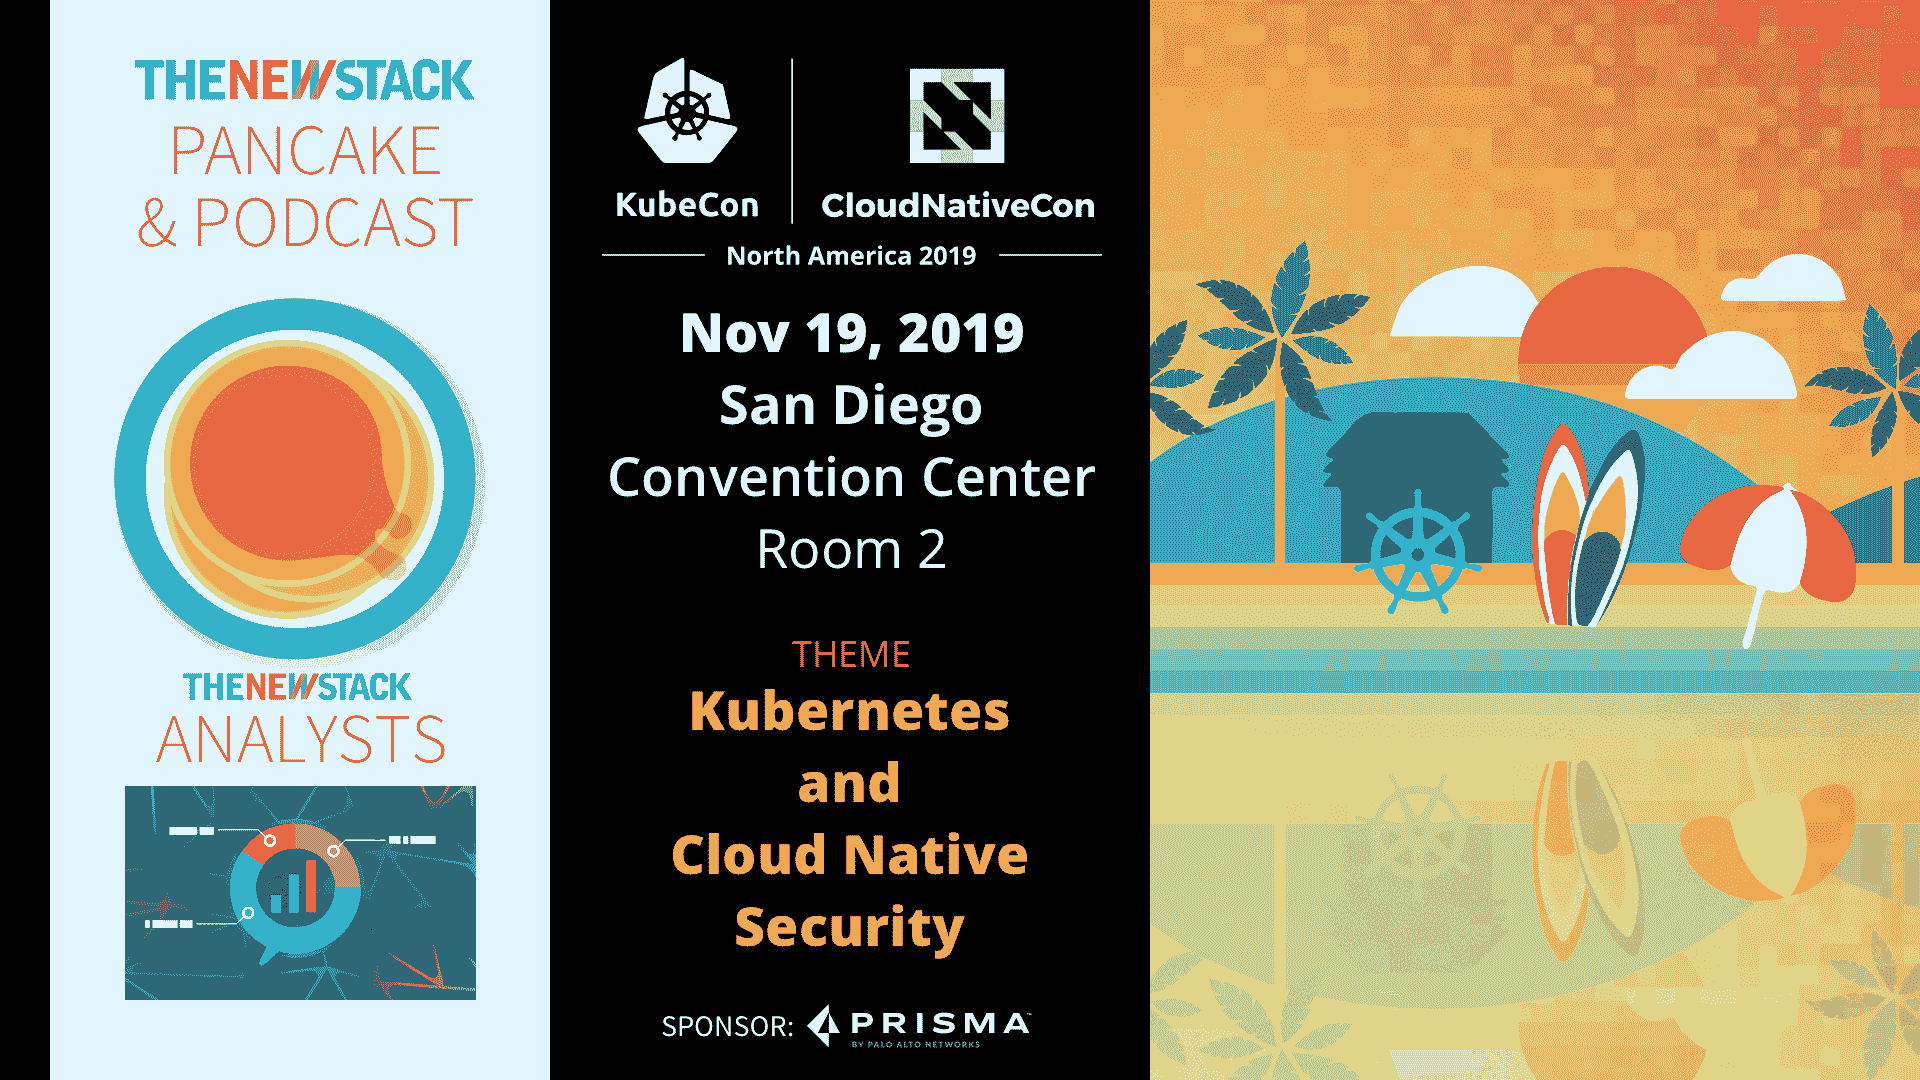 THENEWSTACK
PANCAKE
& PODCAST
THENEWSTACK
ANALYSTS
KubeCon
CloudNativeCon
North America 2019
Nov 19, 2019
San Diego
Convention Center
Room 2
THEME
Kubernetes
and
Cloud Native
Security
SPONSOR: PRISMA™
BY PALO ALTO NETWORKS